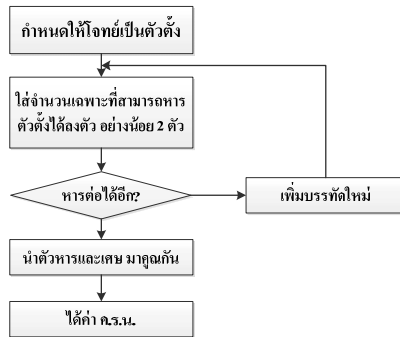 กำหนดให้โจทย์เป็นตัวตั้ง
ใส่จำนวนเฉพาะที่สามารถหาร
ตัวตั้งได้ลงตัว อย่างน้อย 2 ตัว
หารต่อได้อีก?
เพิ่มบรรทัดใหม่
นำตัวหารและเศษ มาคูณกัน
ได้ค่า ค.ร.น.